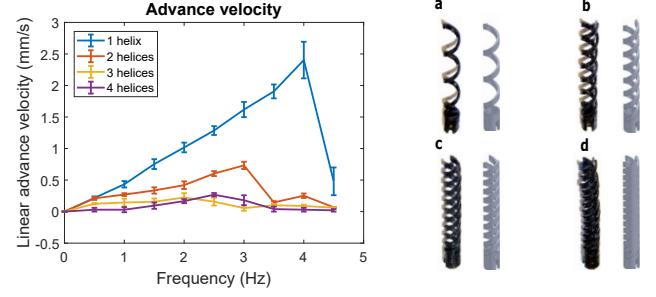 Advance velocity
Linear advance velocity (mm/s)
3
2.5
2
1.5
1
0.5
0
-0.5
1 helix
2 helices
3 helices
4 helices
0
1
2
3
4
5
Frequency (Hz)
a
b
c
d